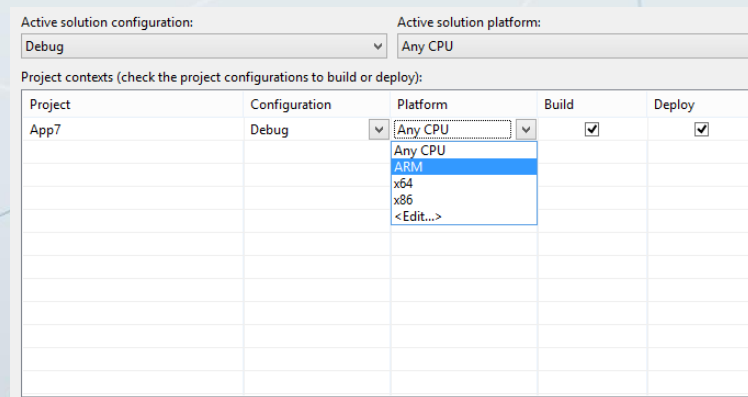 Active solution configuration: Active solution platform:
Debug Any CPU
Project contexts (check the project configurations to build or deploy):
Project Configuration Platform Build Deploy
App7 Debug Any CPU
Any CPU
ARM
x64
x86
<Edit...>